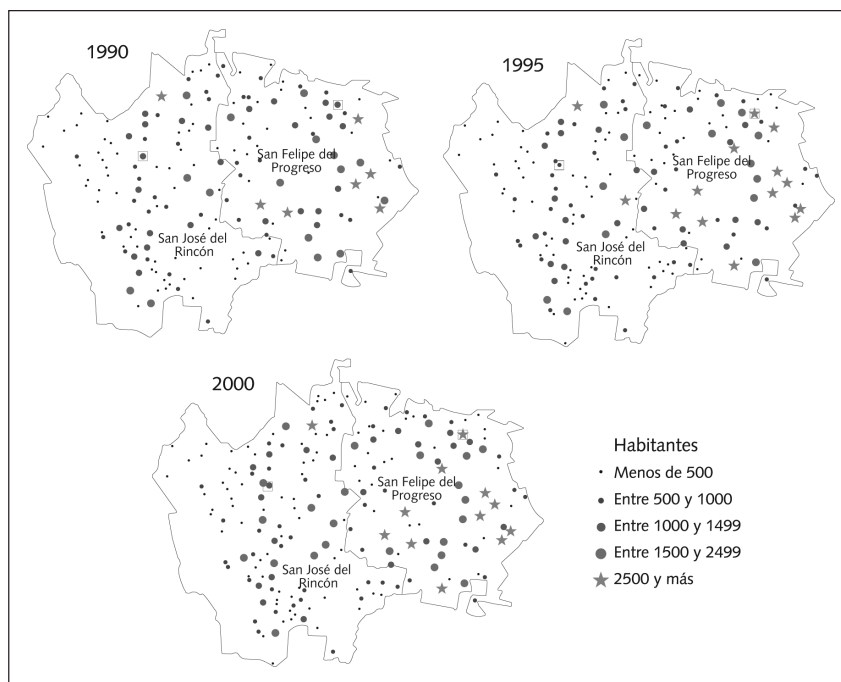 1990
San Felipe del
Progreso
San José del
Rincón
1995
San Felipe del
Progreso
San José del
Rincón
2000
San Felipe del
Progreso
San José del
Rincón
Habitantes
Menos de 500
Entre 500 y 1000
Entre 1000 y 1499
Entre 1500 y 2499
2500 y más